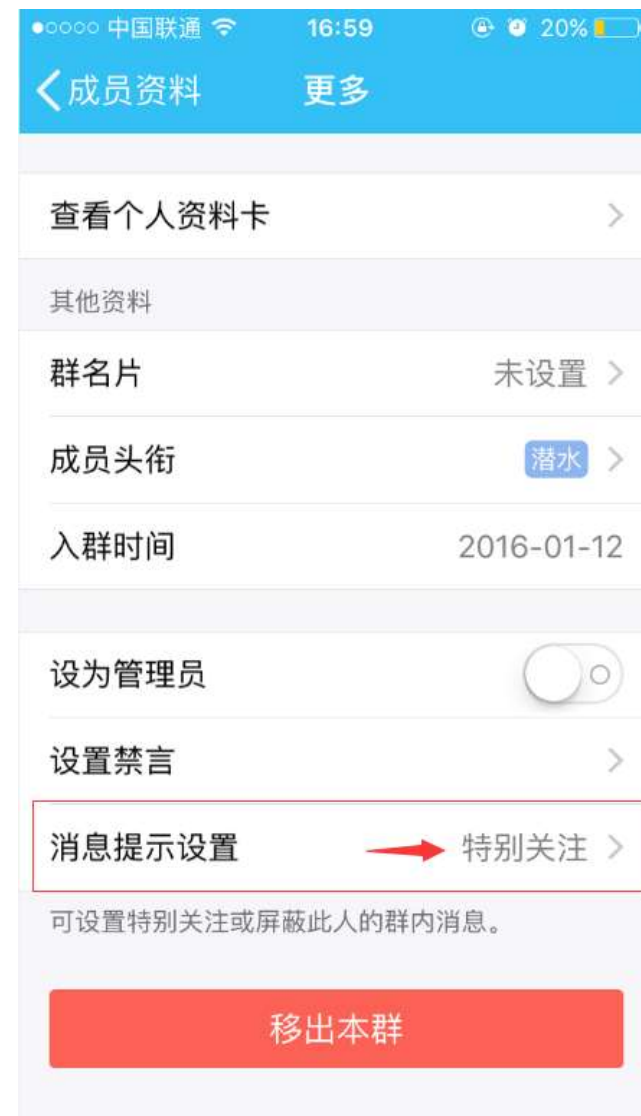 中国联通 16:59 20%
成员资料 更多
查看个人资料卡
其他资料
群名片 未设置
成员头衔 潜水
入群时间 2016-01-12
设为管理员
设置禁言
消息提示设置 特别关注
可设置特别关注或屏蔽此人的群内消息。
移出本群